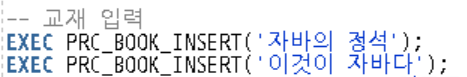 -- 교재 입력
EXEC PRC_BOOK_INSERT('자바의 정석');
EXEC PRC_BOOK_INSERT('이것이 자바다');